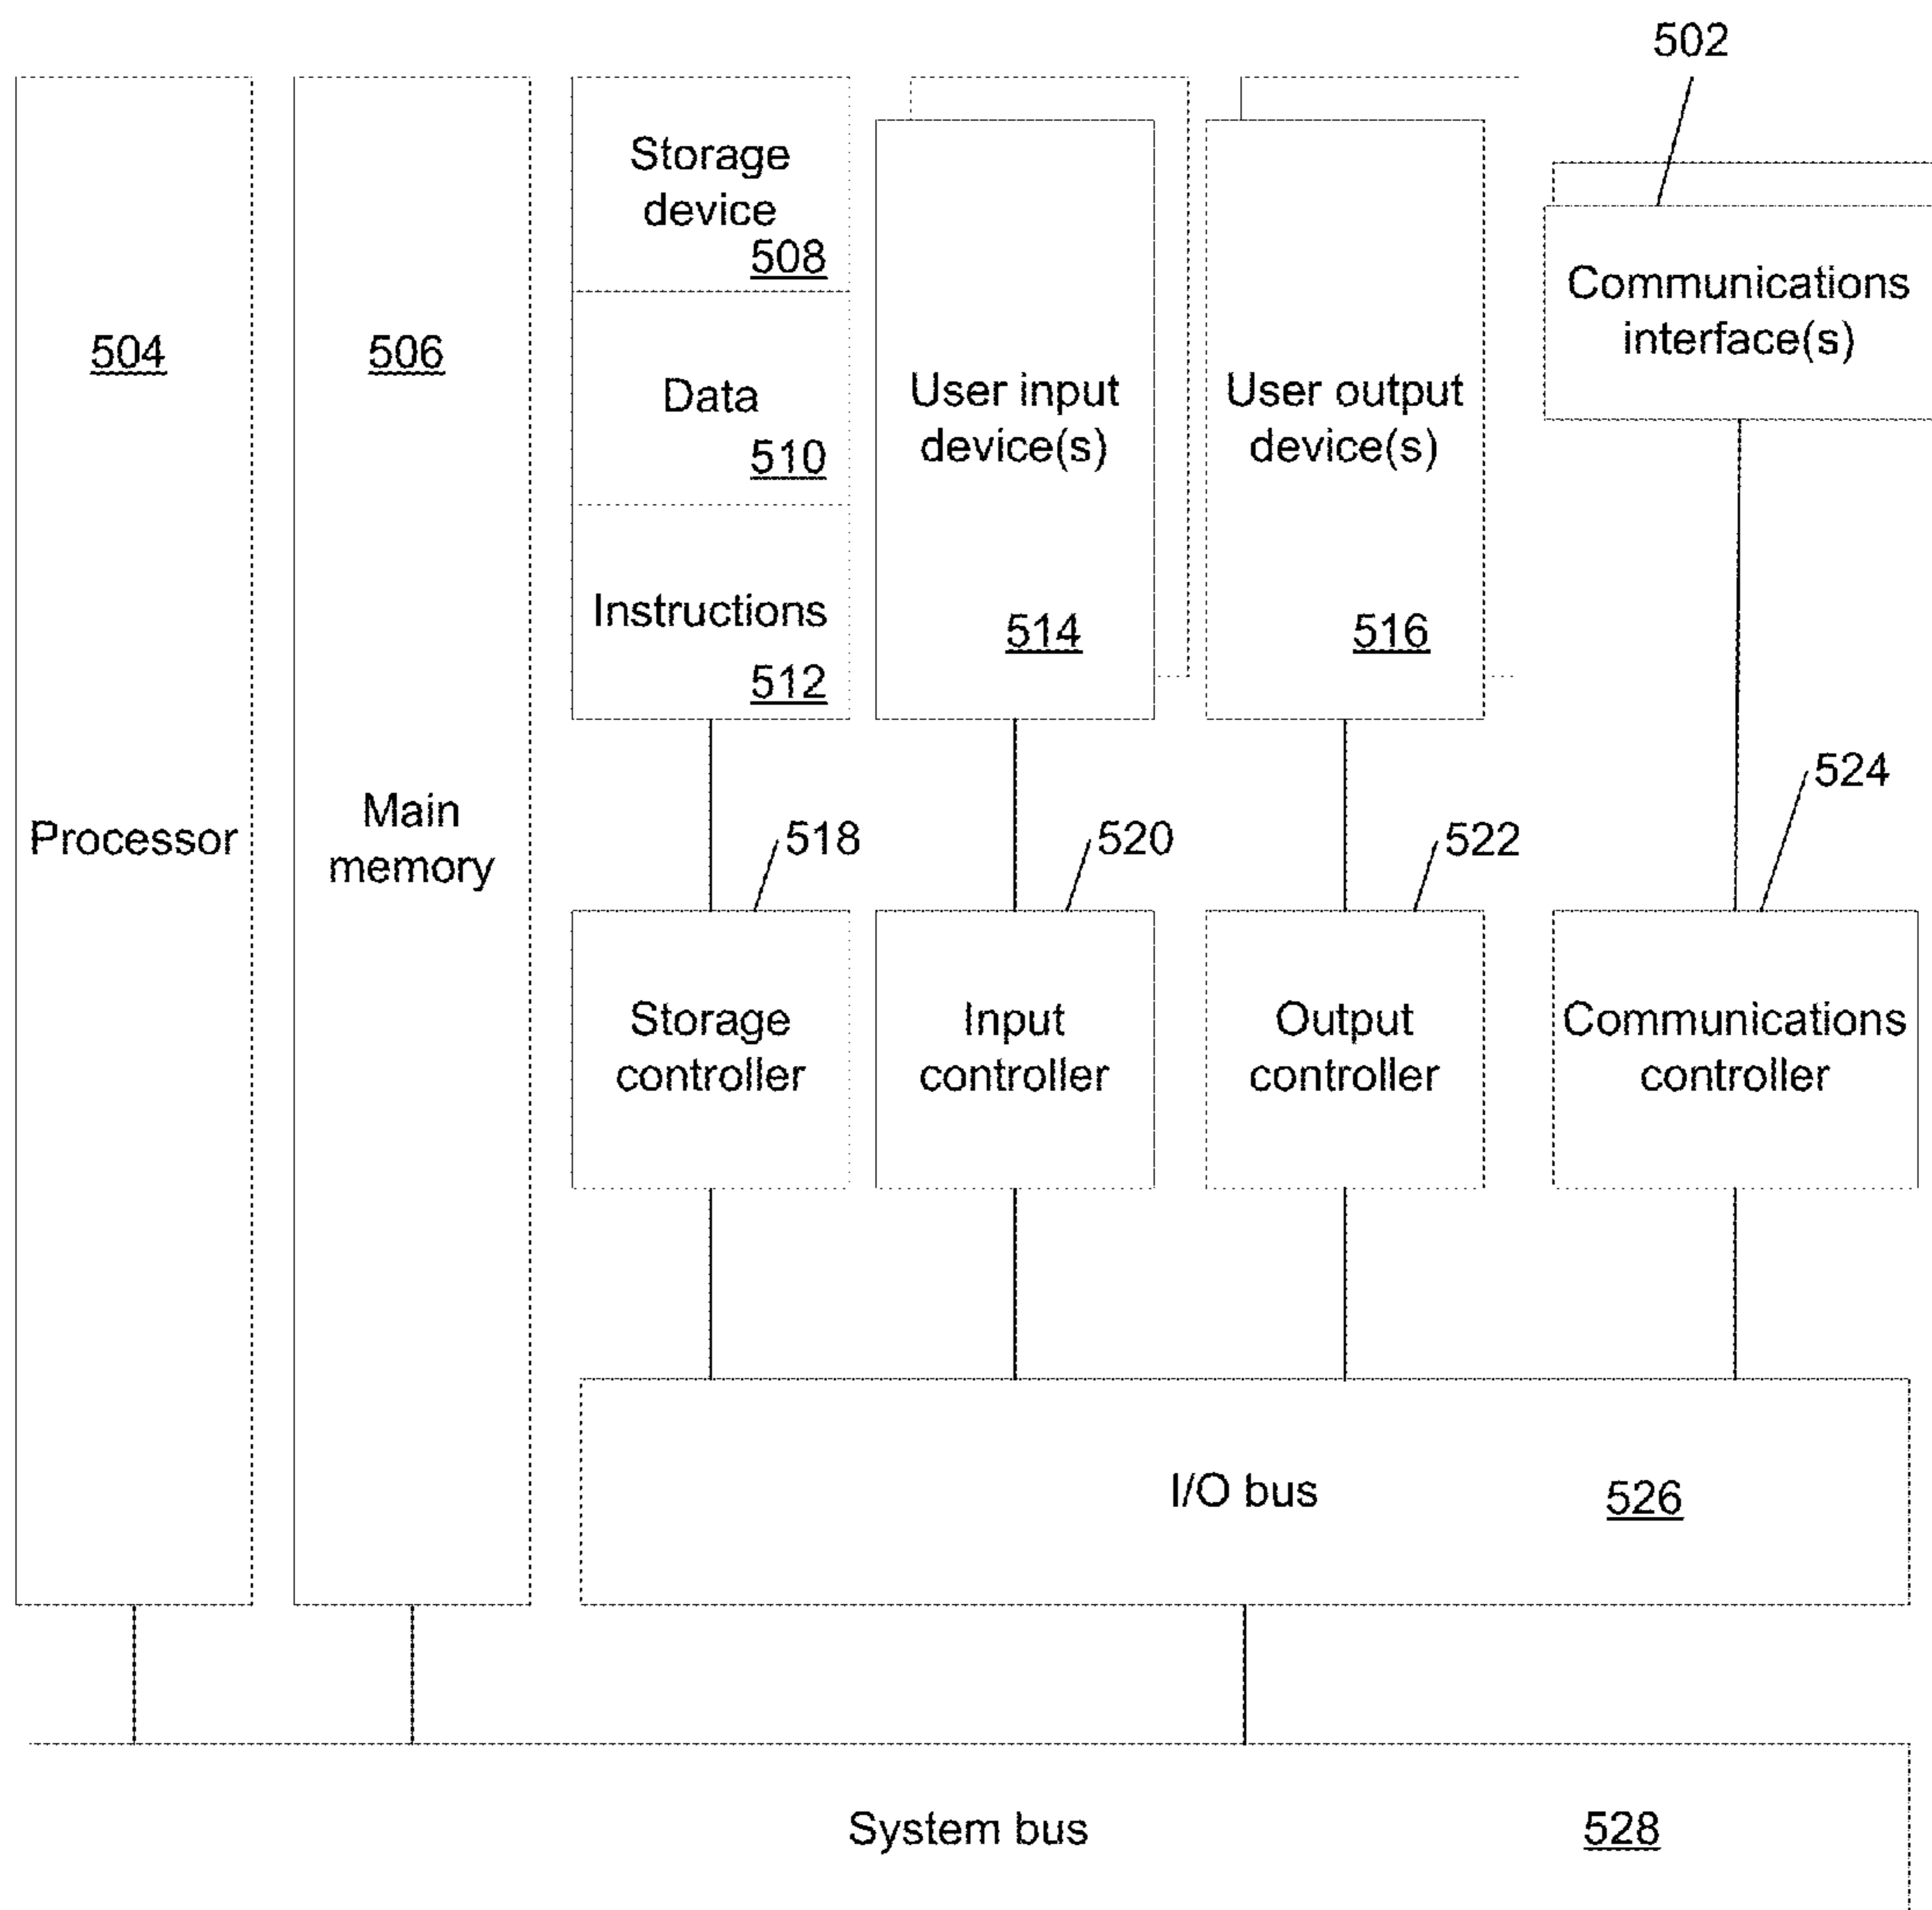 502
504
Processor
506
Main
memory
Storage
device
508
Data
510
Instructions
512
User input
device(s)
514
User output
device(s)
516
Communications
interface(s)
518
520
522
524
Storage
controller
Input
controller
Output
controller
Communications
controller
I/O bus
526
System bus
528